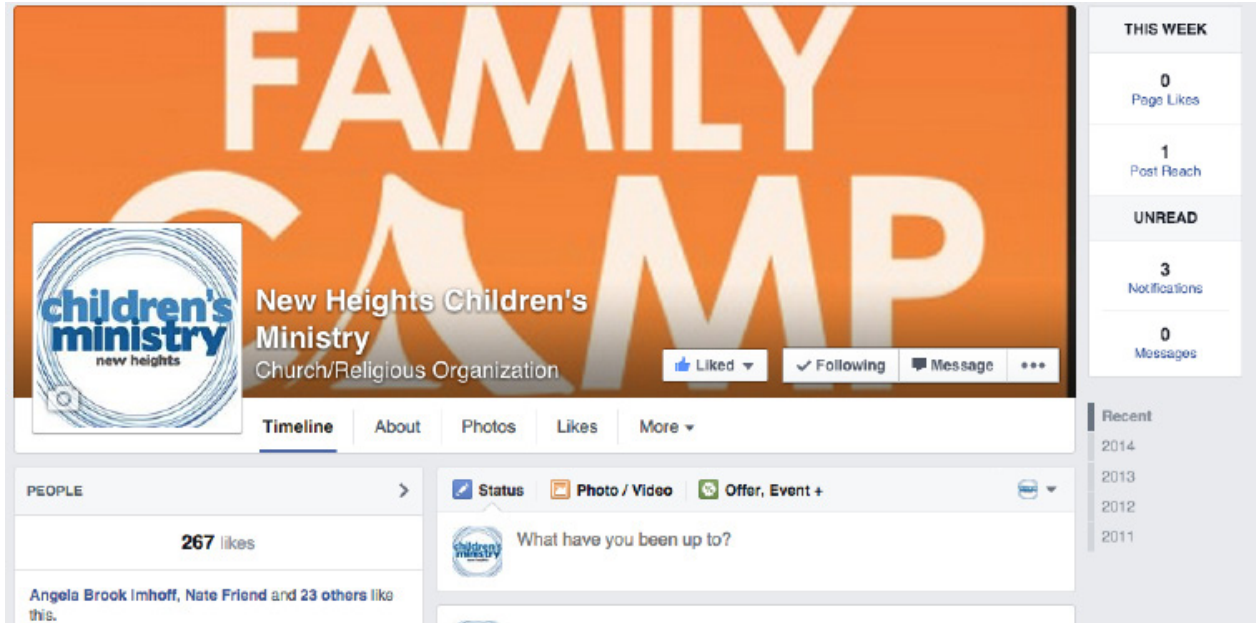 FAMILY
CAMP
children's
ministry
new heights
New Heights Children's
Ministry
Church/Religious Organization
Liked
Following
Message
•••
Timeline
About
Photos
Likes
More
THIS WEEK
0
Page Likes
1
Post Reach
UNREAD
3
Notifications
0
Messages
Recent
2014
2013
2012
2011
PEOPLE
267 likes
Angela Brook Imhoff, Nate Friend and 23 others like
this.
Status
Photo / Video
Offer, Event +
children's
ministry
What have you been up to?